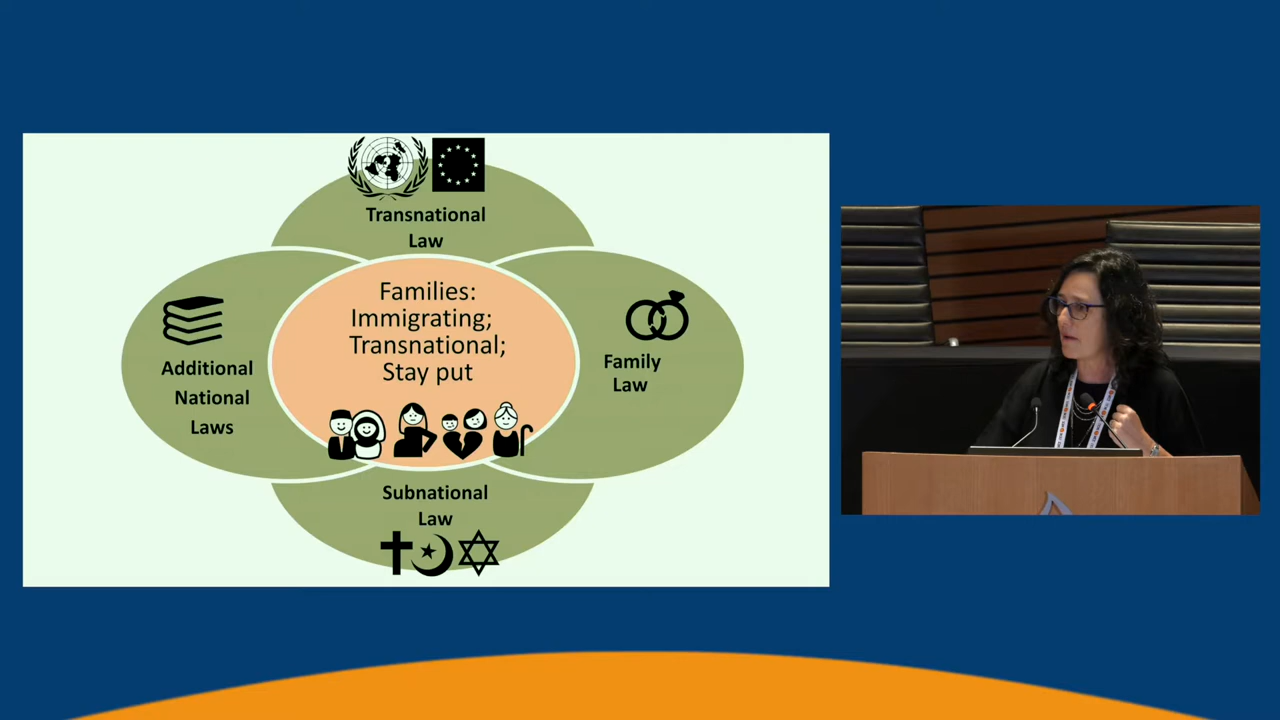 Transnational
Law
Families:
Immigrating;
Transnational;
Stay put
Additional
National
Laws
Family
Law
Subnational
Law